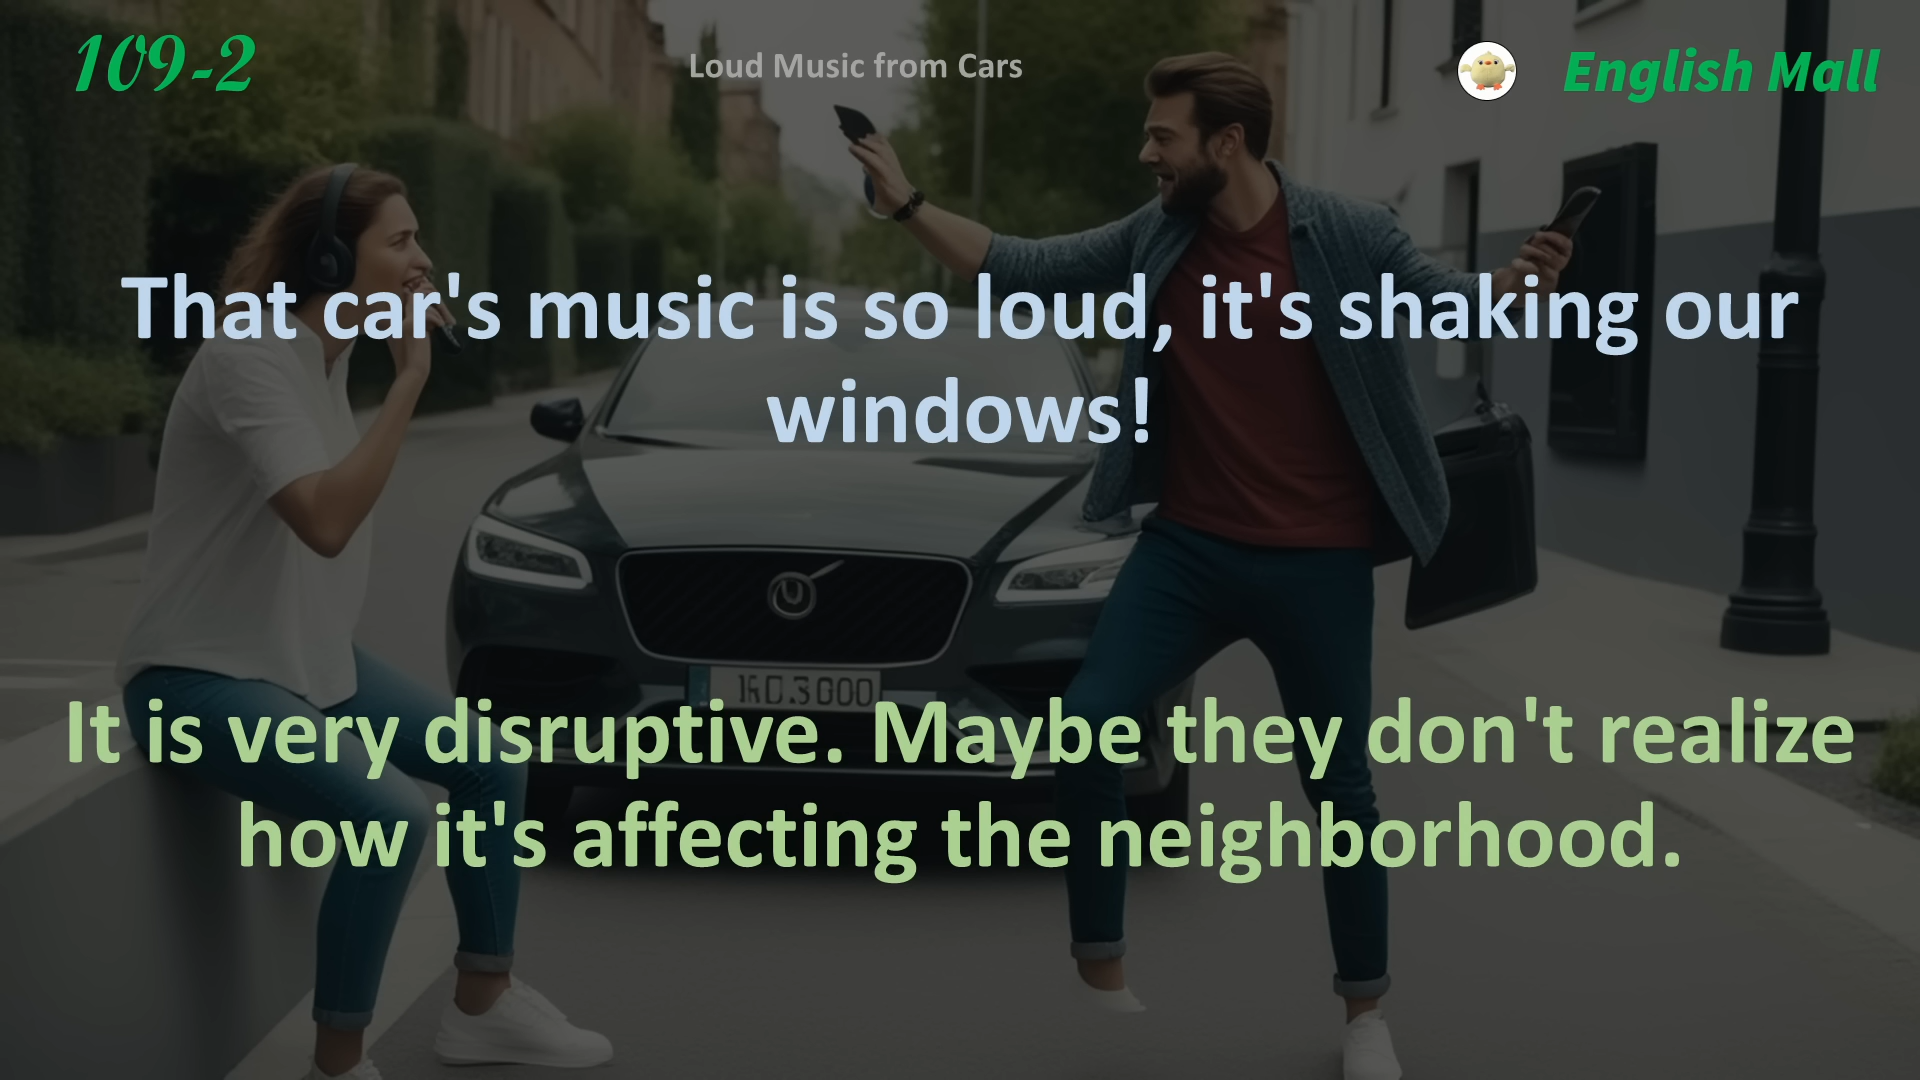 109-2
Loud Music from Cars
English Mall
That car's music is so loud, it's shaking our
windows!
It is very disruptive. Maybe they don't realize
how it's affecting the neighborhood.